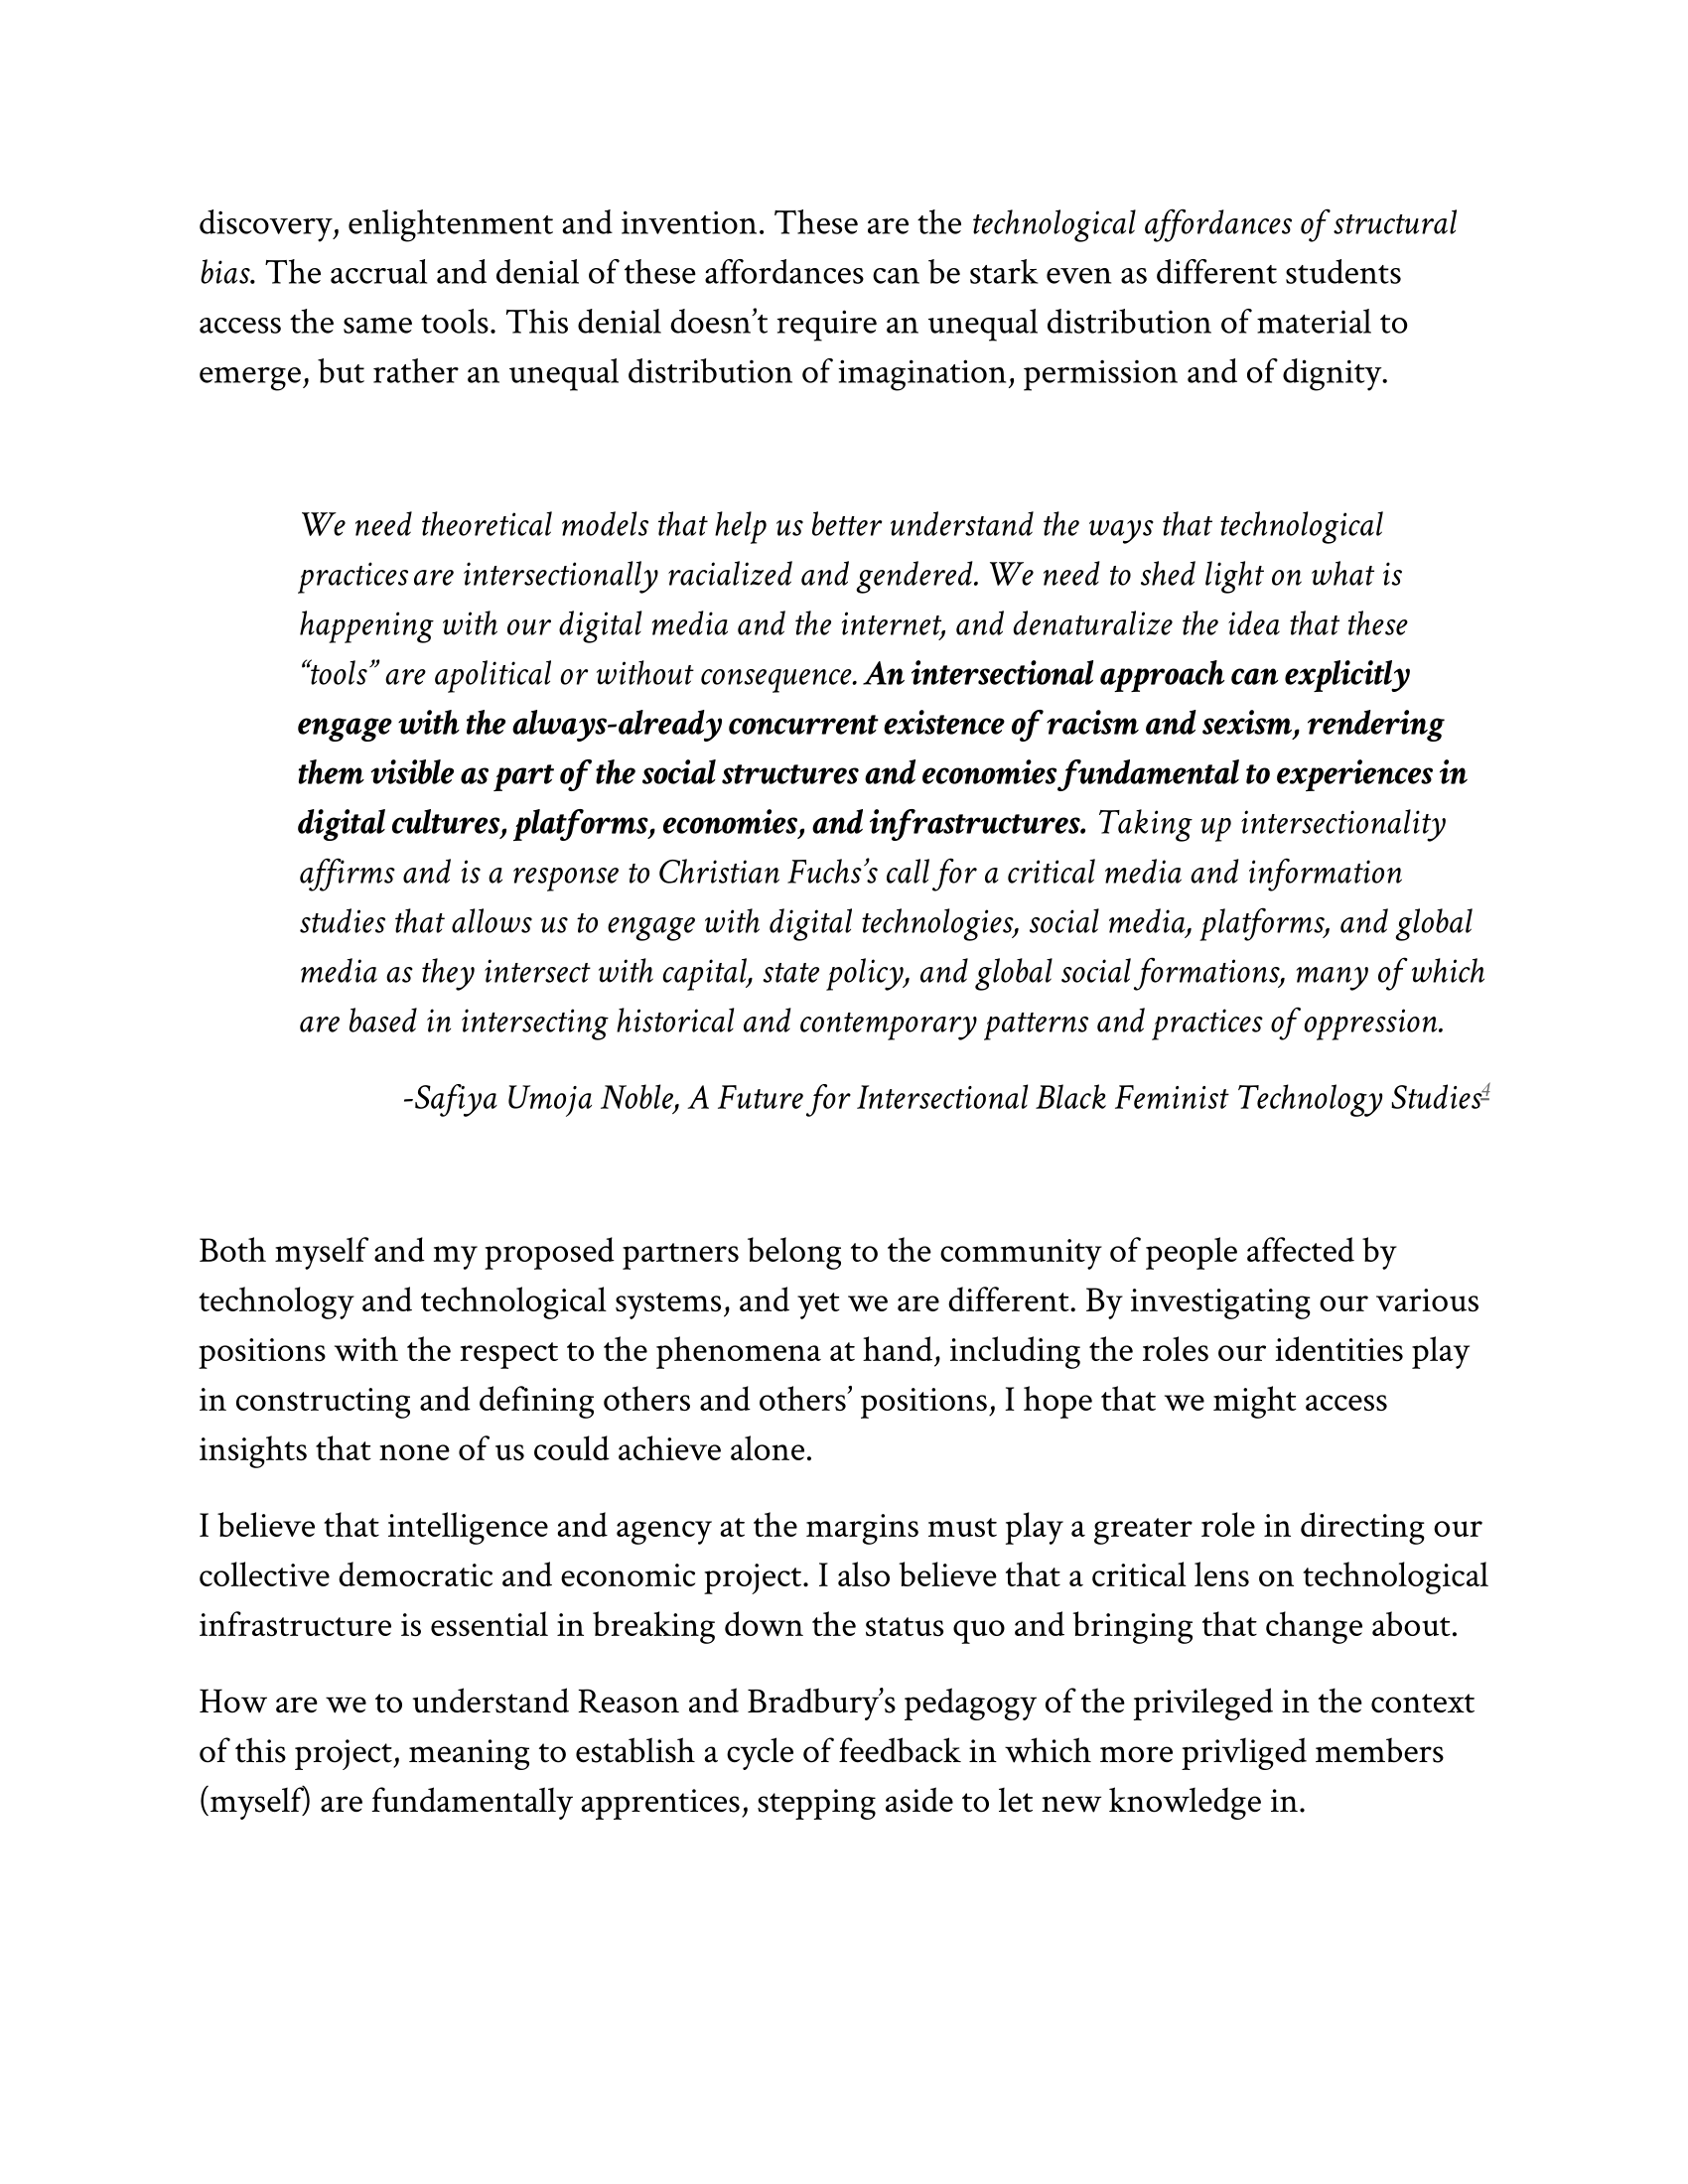 discovery, enlightenment and invention. These are the technological affordances of structural
bias. The accrual and denial of these affordances can be stark even as different students
access the same tools. This denial doesn’t require an unequal distribution of material to
emerge, but rather an unequal distribution of imagination, permission and of dignity.
We need theoretical models that help us better understand the ways that technological
practices are intersectionally racialized and gendered. We need to shed light on what is
happening with our digital media and the internet, and denaturalize the idea that these
“tools” are apolitical or without consequence. An intersectional approach can explicitly
engage with the always-already concurrent existence of racism and sexism, rendering
them visible as part of the social structures and economies fundamental to experiences in
digital cultures, platforms, economies, and infrastructures. Taking up intersectionality
affirms and is a response to Christian Fuchs’s call for a critical media and information
studies that allows us to engage with digital technologies, social media, platforms, and global
media as they intersect with capital, state policy, and global social formations, many of which
are based in intersecting historical and contemporary patterns and practices of oppression.
-Safiya Umoja Noble, A Future for Intersectional Black Feminist Technology Studies4
Both myself and my proposed partners belong to the community of people affected by
technology and technological systems, and yet we are different. By investigating our various
positions with the respect to the phenomena at hand, including the roles our identities play
in constructing and defining others and others’ positions, I hope that we might access
insights that none of us could achieve alone.
I believe that intelligence and agency at the margins must play a greater role in directing our
collective democratic and economic project. I also believe that a critical lens on technological
infrastructure is essential in breaking down the status quo and bringing that change about.
How are we to understand Reason and Bradbury’s pedagogy of the privileged in the context
of this project, meaning to establish a cycle of feedback in which more privliged members
(myself) are fundamentally apprentices, stepping aside to let new knowledge in.